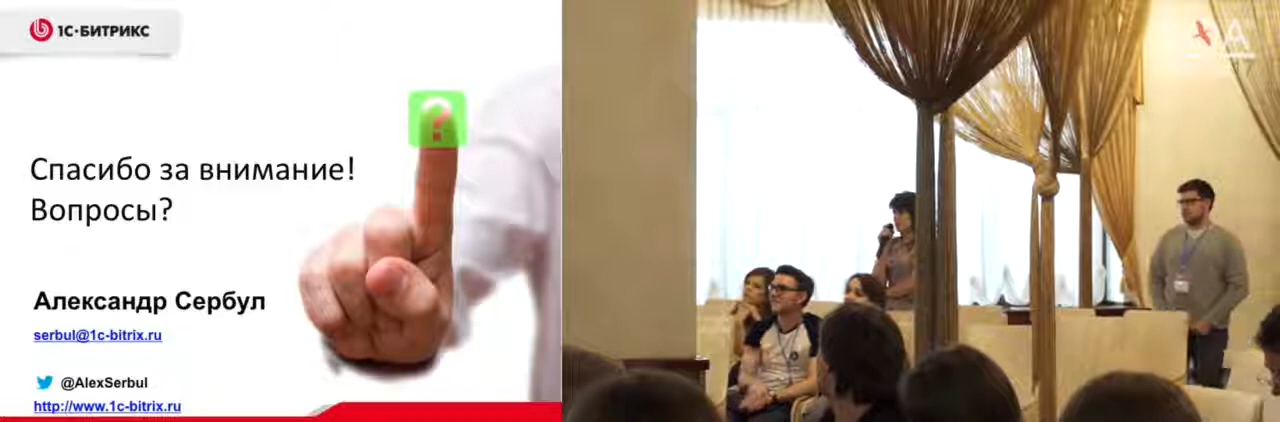 1С·БИТРИКС
?
Спасибо за внимание!
Вопросы?
Александр Сербул
serbul@1c-bitrix.ru
@AlexSerbul
http://www.1c-bitrix.ru